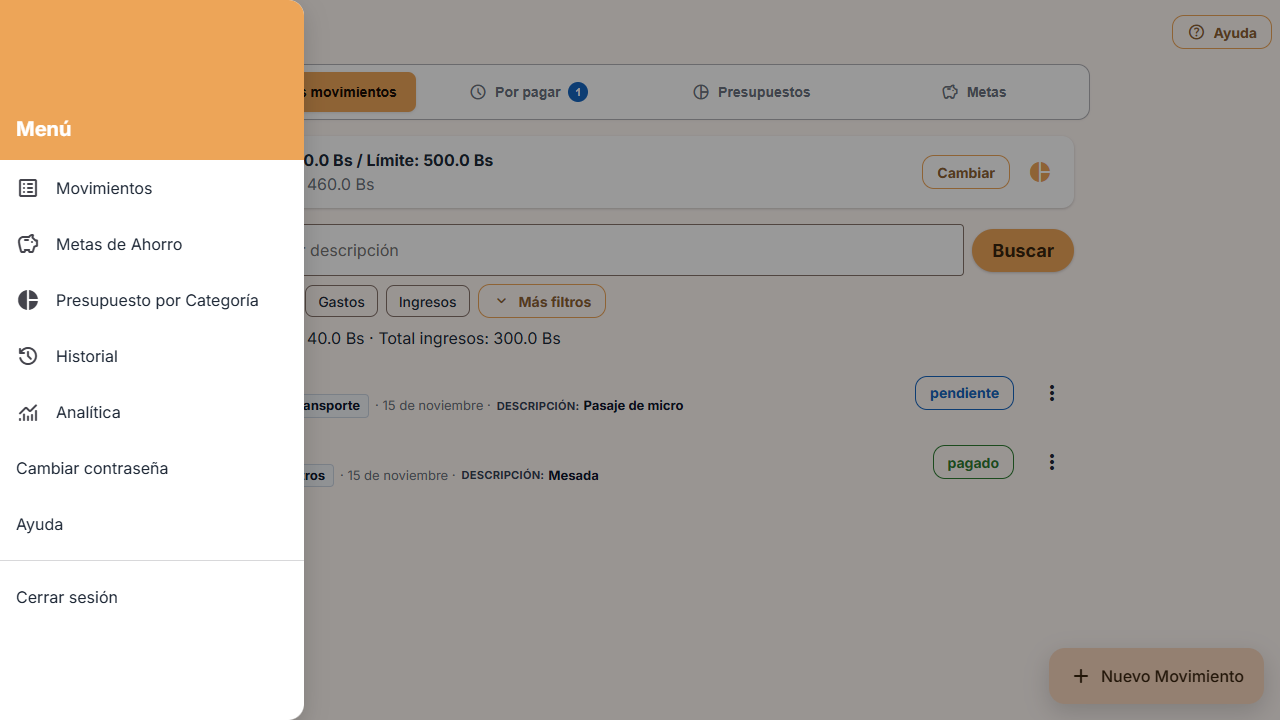 Ayuda
Menú
movimientos
Por pagar 1
Presupuestos
Metas
0.0 Bs / Límite: 500.0 Bs
460.0 Bs
Cambiar
descripción
Buscar
Gastos
Ingresos
Más filtros
40.0 Bs · Total ingresos: 300.0 Bs
· 15 de noviembre · DESCRIPCIÓN: Pasaje de micro
pendiente
· 15 de noviembre · DESCRIPCIÓN: Mesada
pagado
Movimientos
Metas de Ahorro
Presupuesto por Categoría
Historial
Analítica
Cambiar contraseña
Ayuda
Cerrar sesión
Nuevo Movimiento